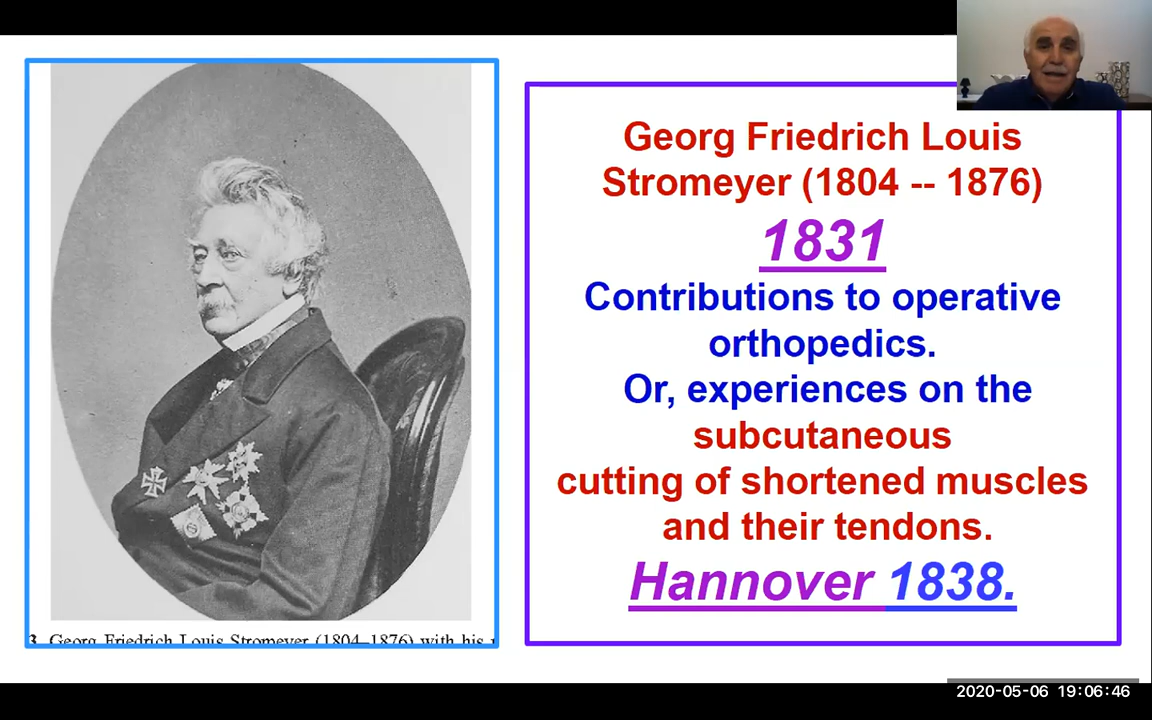 Georg Friedrich Louis
Stromeyer (1804 -- 1876)
1831
Contributions to operative
orthopedics.
Or, experiences on the
subcutaneous
cutting of shortened muscles
and their tendons.
Hannover 1838.
3. Georg Friedrich Louis Stromeyer (1804–1876) with his
2020-05-06 19:06:46